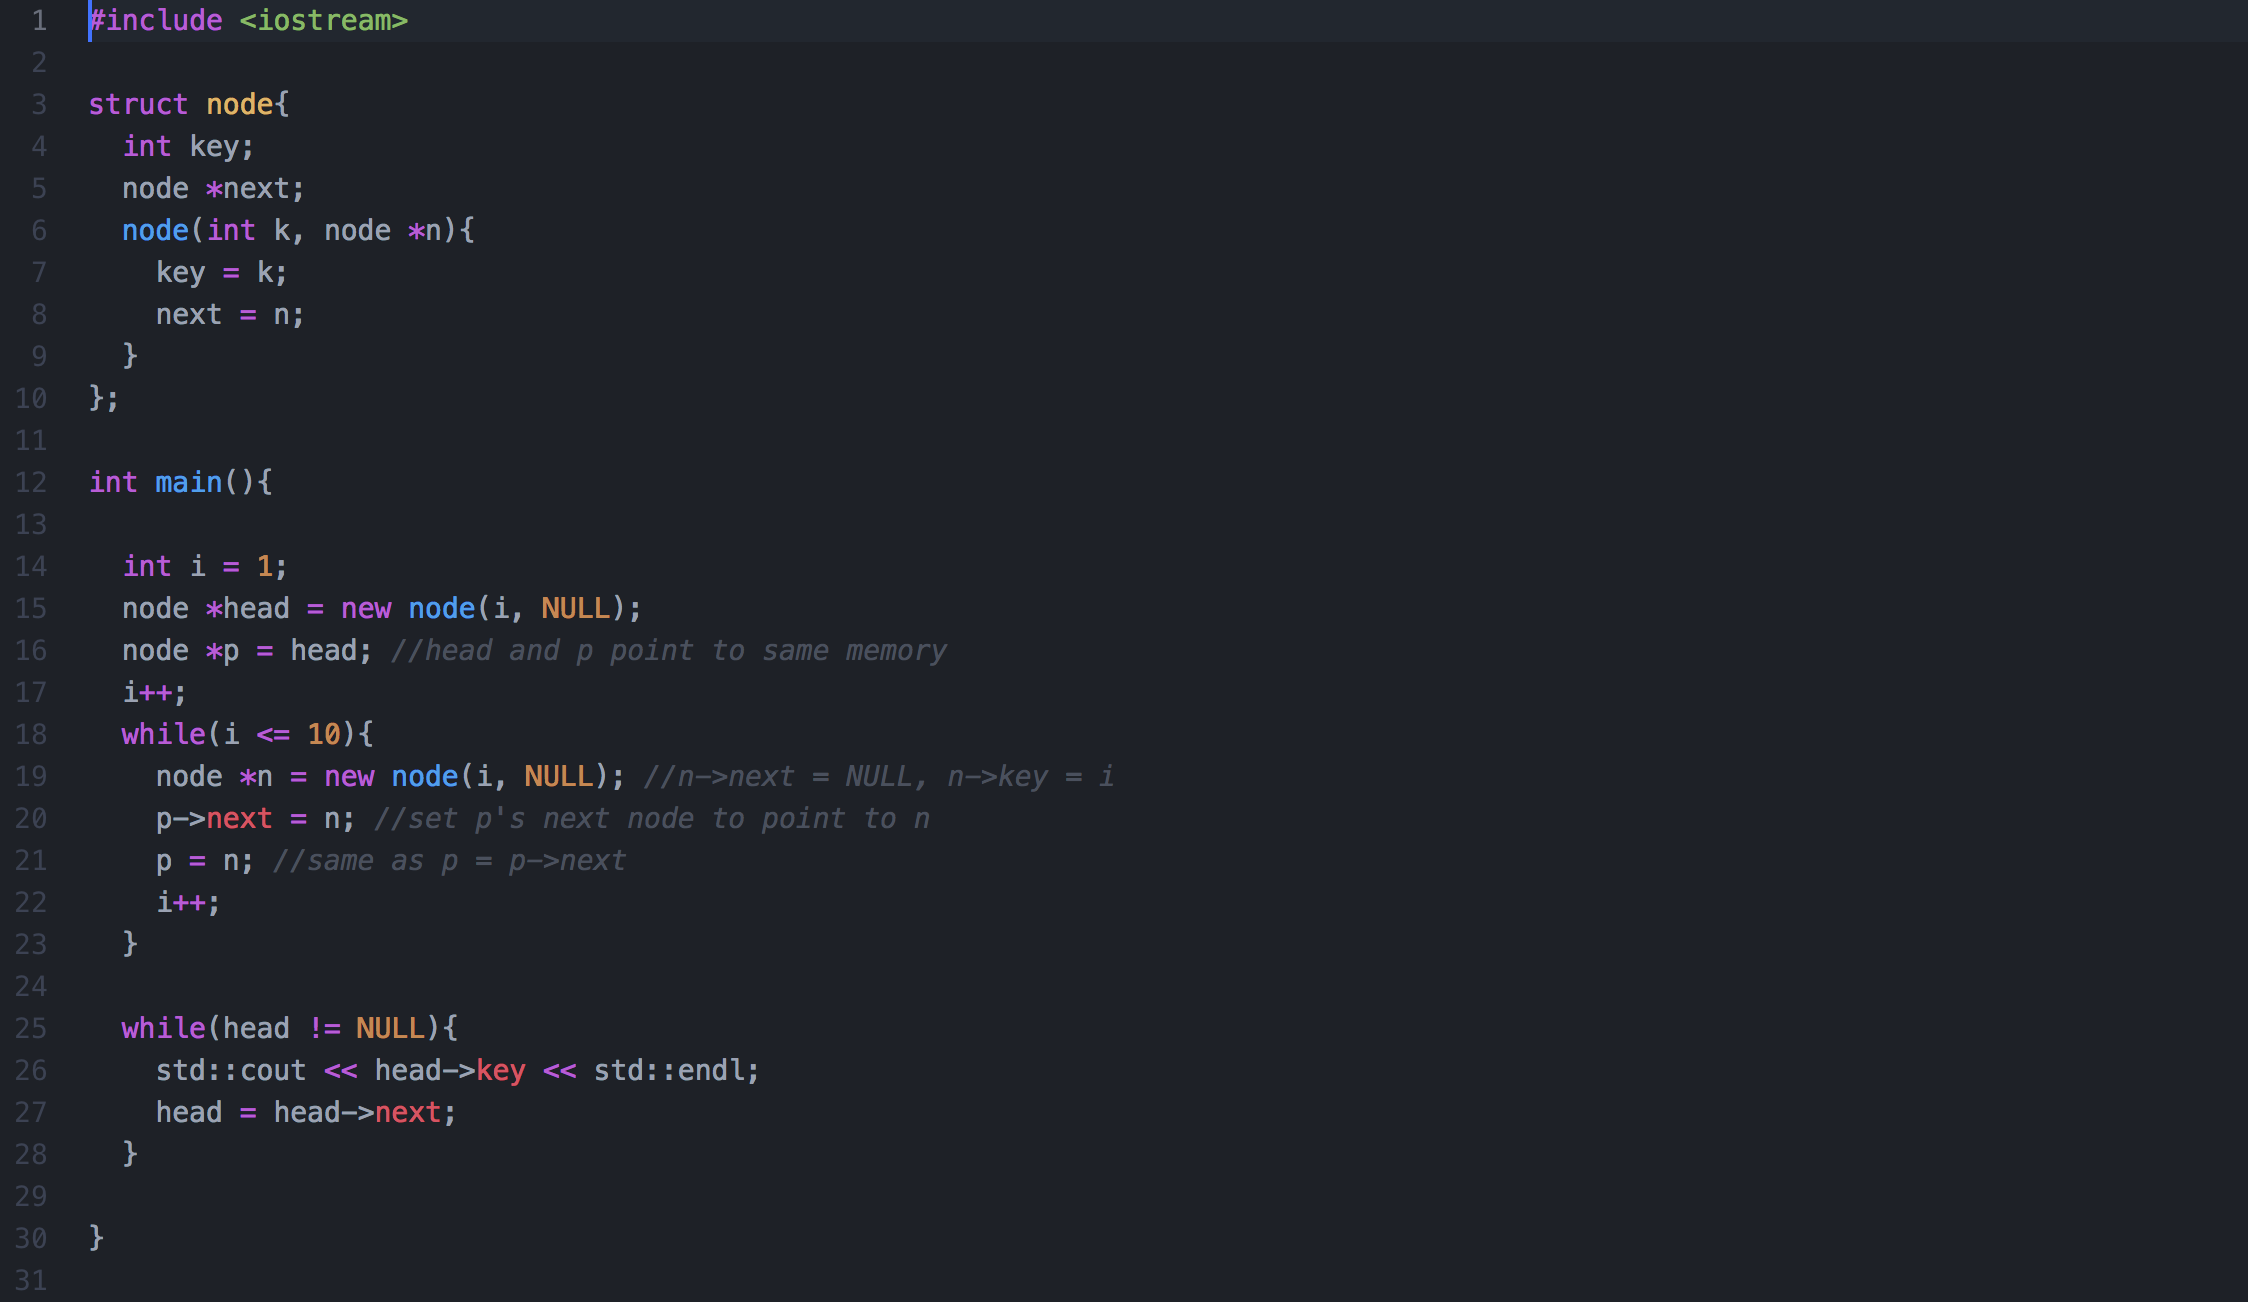 1 #include <iostream>
2
3 struct node{
4   int key;
5   node *next;
6   node(int k, node *n){
7     key = k;
8     next = n;
9   }
10 };
11
12 int main(){
13
14   int i = 1;
15   node *head = new node(i, NULL);
16   node *p = head; //head and p point to same memory
17   i++;
18   while(i <= 10){
19     node *n = new node(i, NULL); //n->next = NULL, n->key = i
20     p->next = n; //set p's next node to point to n
21     p = n; //same as p = p->next
22     i++;
23   }
24
25   while(head != NULL){
26     std::cout << head->key << std::endl;
27     head = head->next;
28   }
29
30 }
31